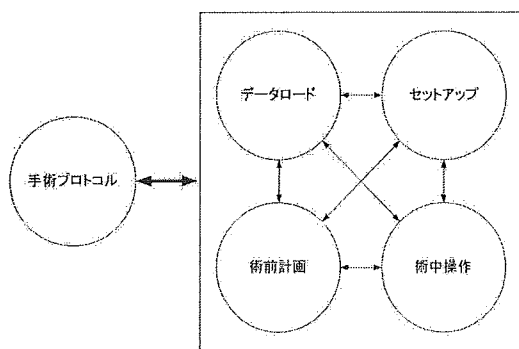 データロード
セットアップ
手術プロトコル
術前計画
術中操作